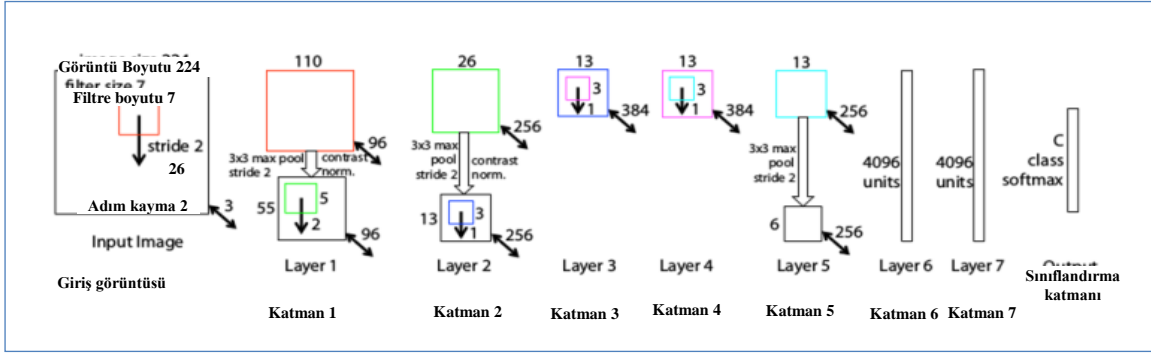 Görüntü Boyutu 224
filter size 7
Filtre boyutu 7
stride 2
26
Adım kayma 2
3
Input Image
Giriş görüntüsü
110
96
3x3 max pool
stride 2
contrast
norm.
55
5
2
96
Layer 1
Katman 1
26
256
3x3 max
pool
stride 2
contrast
norm.
13
3
1
256
Layer 2
Katman 2
13
3
1
384
Layer 3
Katman 3
13
3
1
384
Layer 4
Katman 4
13
256
3x3 max
pool
stride 2
6
256
Layer 5
Katman 5
4096
units
Layer 6
Katman 6
4096
units
Layer 7
Katman 7
C
class
softmax
Sınıflandırma
katmanı